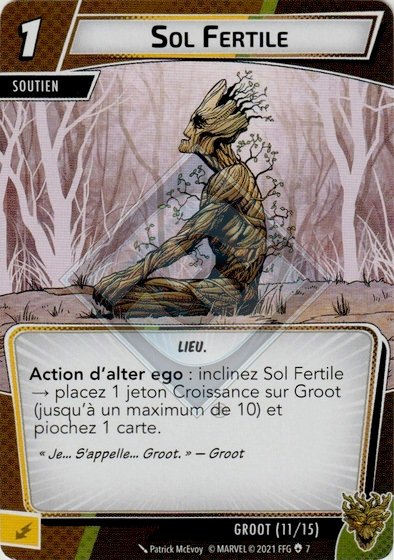 1
SOL FERTILE
SOUTIEN
LIEU.
Action d'alter ego : inclinez Sol Fertile
→ placez 1 jeton Croissance sur Groot
(jusqu'à un maximum de 10) et
piochez 1 carte.
« Je... S'appelle... Groot. » — Groot
GROOT (11/15)
Patrick McEvoy © MARVEL © 2021 FFG 7